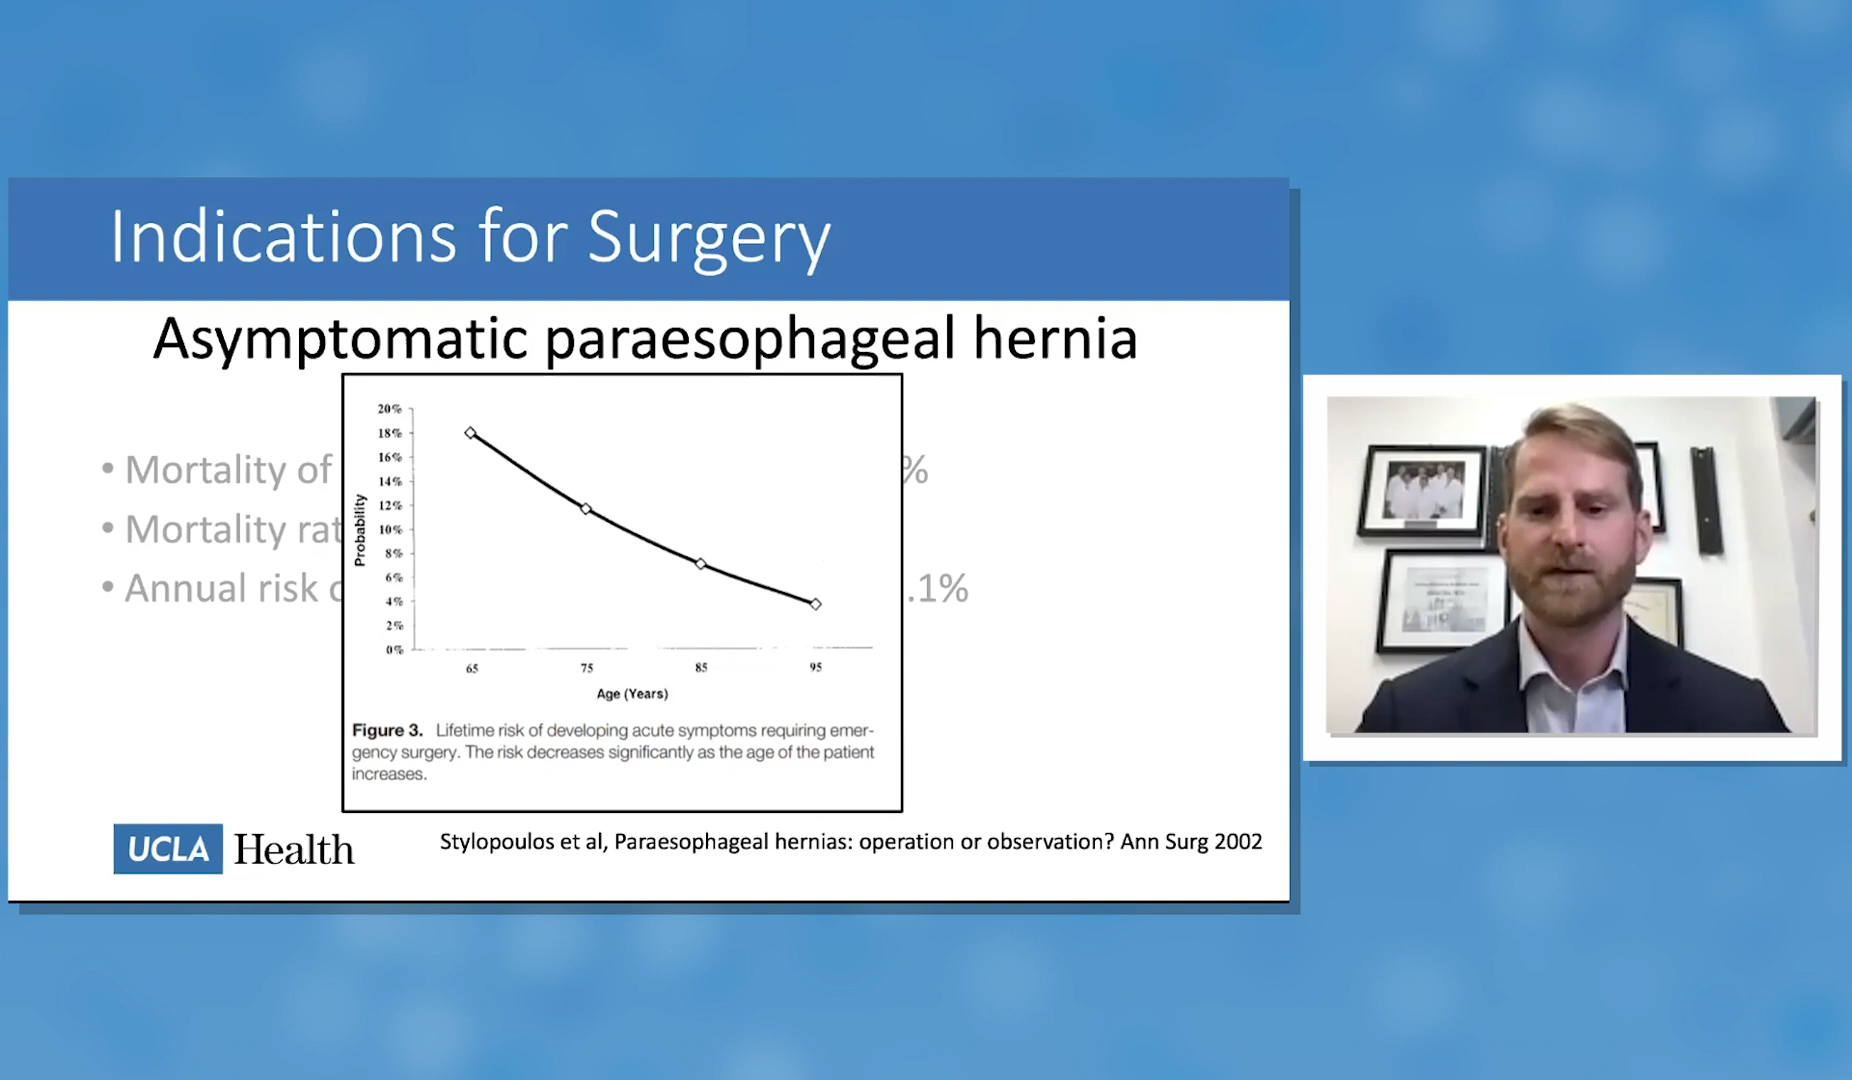 Indications for Surgery
Asymptomatic paraesophageal hernia
• Mortality of
%
• Mortality rat
• Annual risk
.1%
20%
18%
16%
14%
12%
10%
8%
6%
4%
2%
0%
Probability
65 75 85 95
Age (Years)
Figure 3. Lifetime risk of developing acute symptoms requiring emer-
gency surgery. The risk decreases significantly as the age of the patient
increases.
UCLA Health
Stylopoulos et al, Paraesophageal hernias: operation or observation? Ann Surg 2002